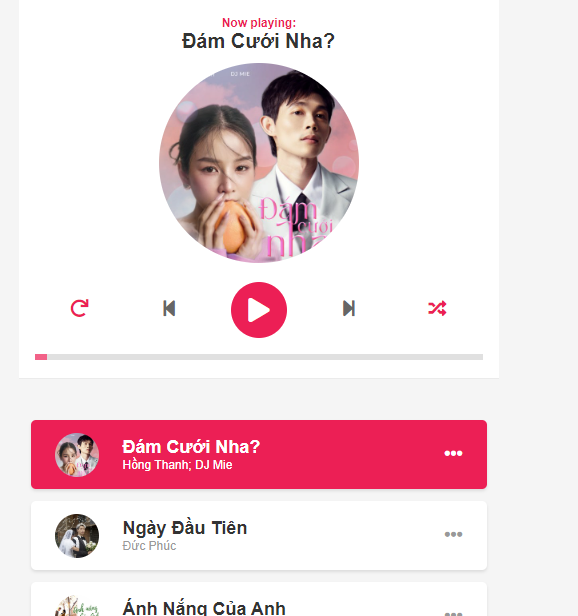 Now playing:
Đám Cưới Nha?
DJ MIE
Đám
cưới
nha
Đám Cưới Nha?
Hồng Thanh; DJ Mie
Ngày Đầu Tiên
Đức Phúc
Ánh Nắng Của Anh